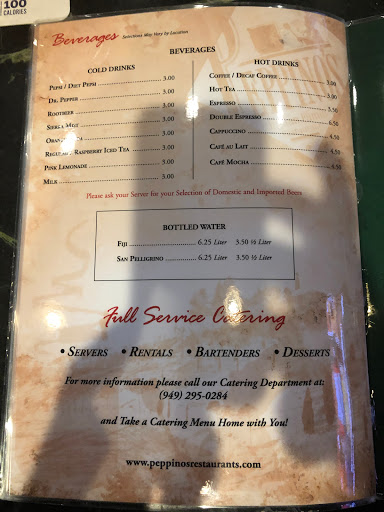 100
CALORIES
Beverages Selections May Vary by Location
BEVERAGES
COLD DRINKS
PEPSI / DIET PEPSI 3.00
DR. PEPPER 3.00
ROOTBEER 3.00
SIERRA MIST 3.00
3.00
REGULAR / RASPBERRY ICED TEA 3.00
PINK LEMONADE 3.00
MILK 3.00
HOT DRINKS
COFFEE / DECAF COFFEE 3.00
HOT TEA 3.00
ESPRESSO
DOUBLE ESPRESSO 6.50
CAPPUCCINO 4.50
CAFÉ AU LAIT 4.50
CAFÉ MOCHA 4.50
Please ask your Server for your Selection of Domestic and Imported Beers
BOTTLED WATER
FIJI 6.25 Liter 3.50 ½ Liter
SAN PELLIGRINO 6.25 Liter 3.50 ½ Liter
Full Service Catering
• SERVERS • RENTALS • BARTENDERS • DESSERTS
For more information please call our Catering Department at:
(949) 295-0284
and Take a Catering Menu Home with You!
www.peppinosrestaurants.com